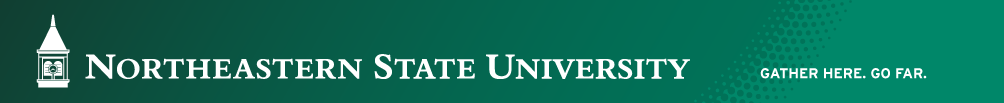 NORTHEASTERN STATE UNIVERSITY
GATHER HERE. GO FAR.